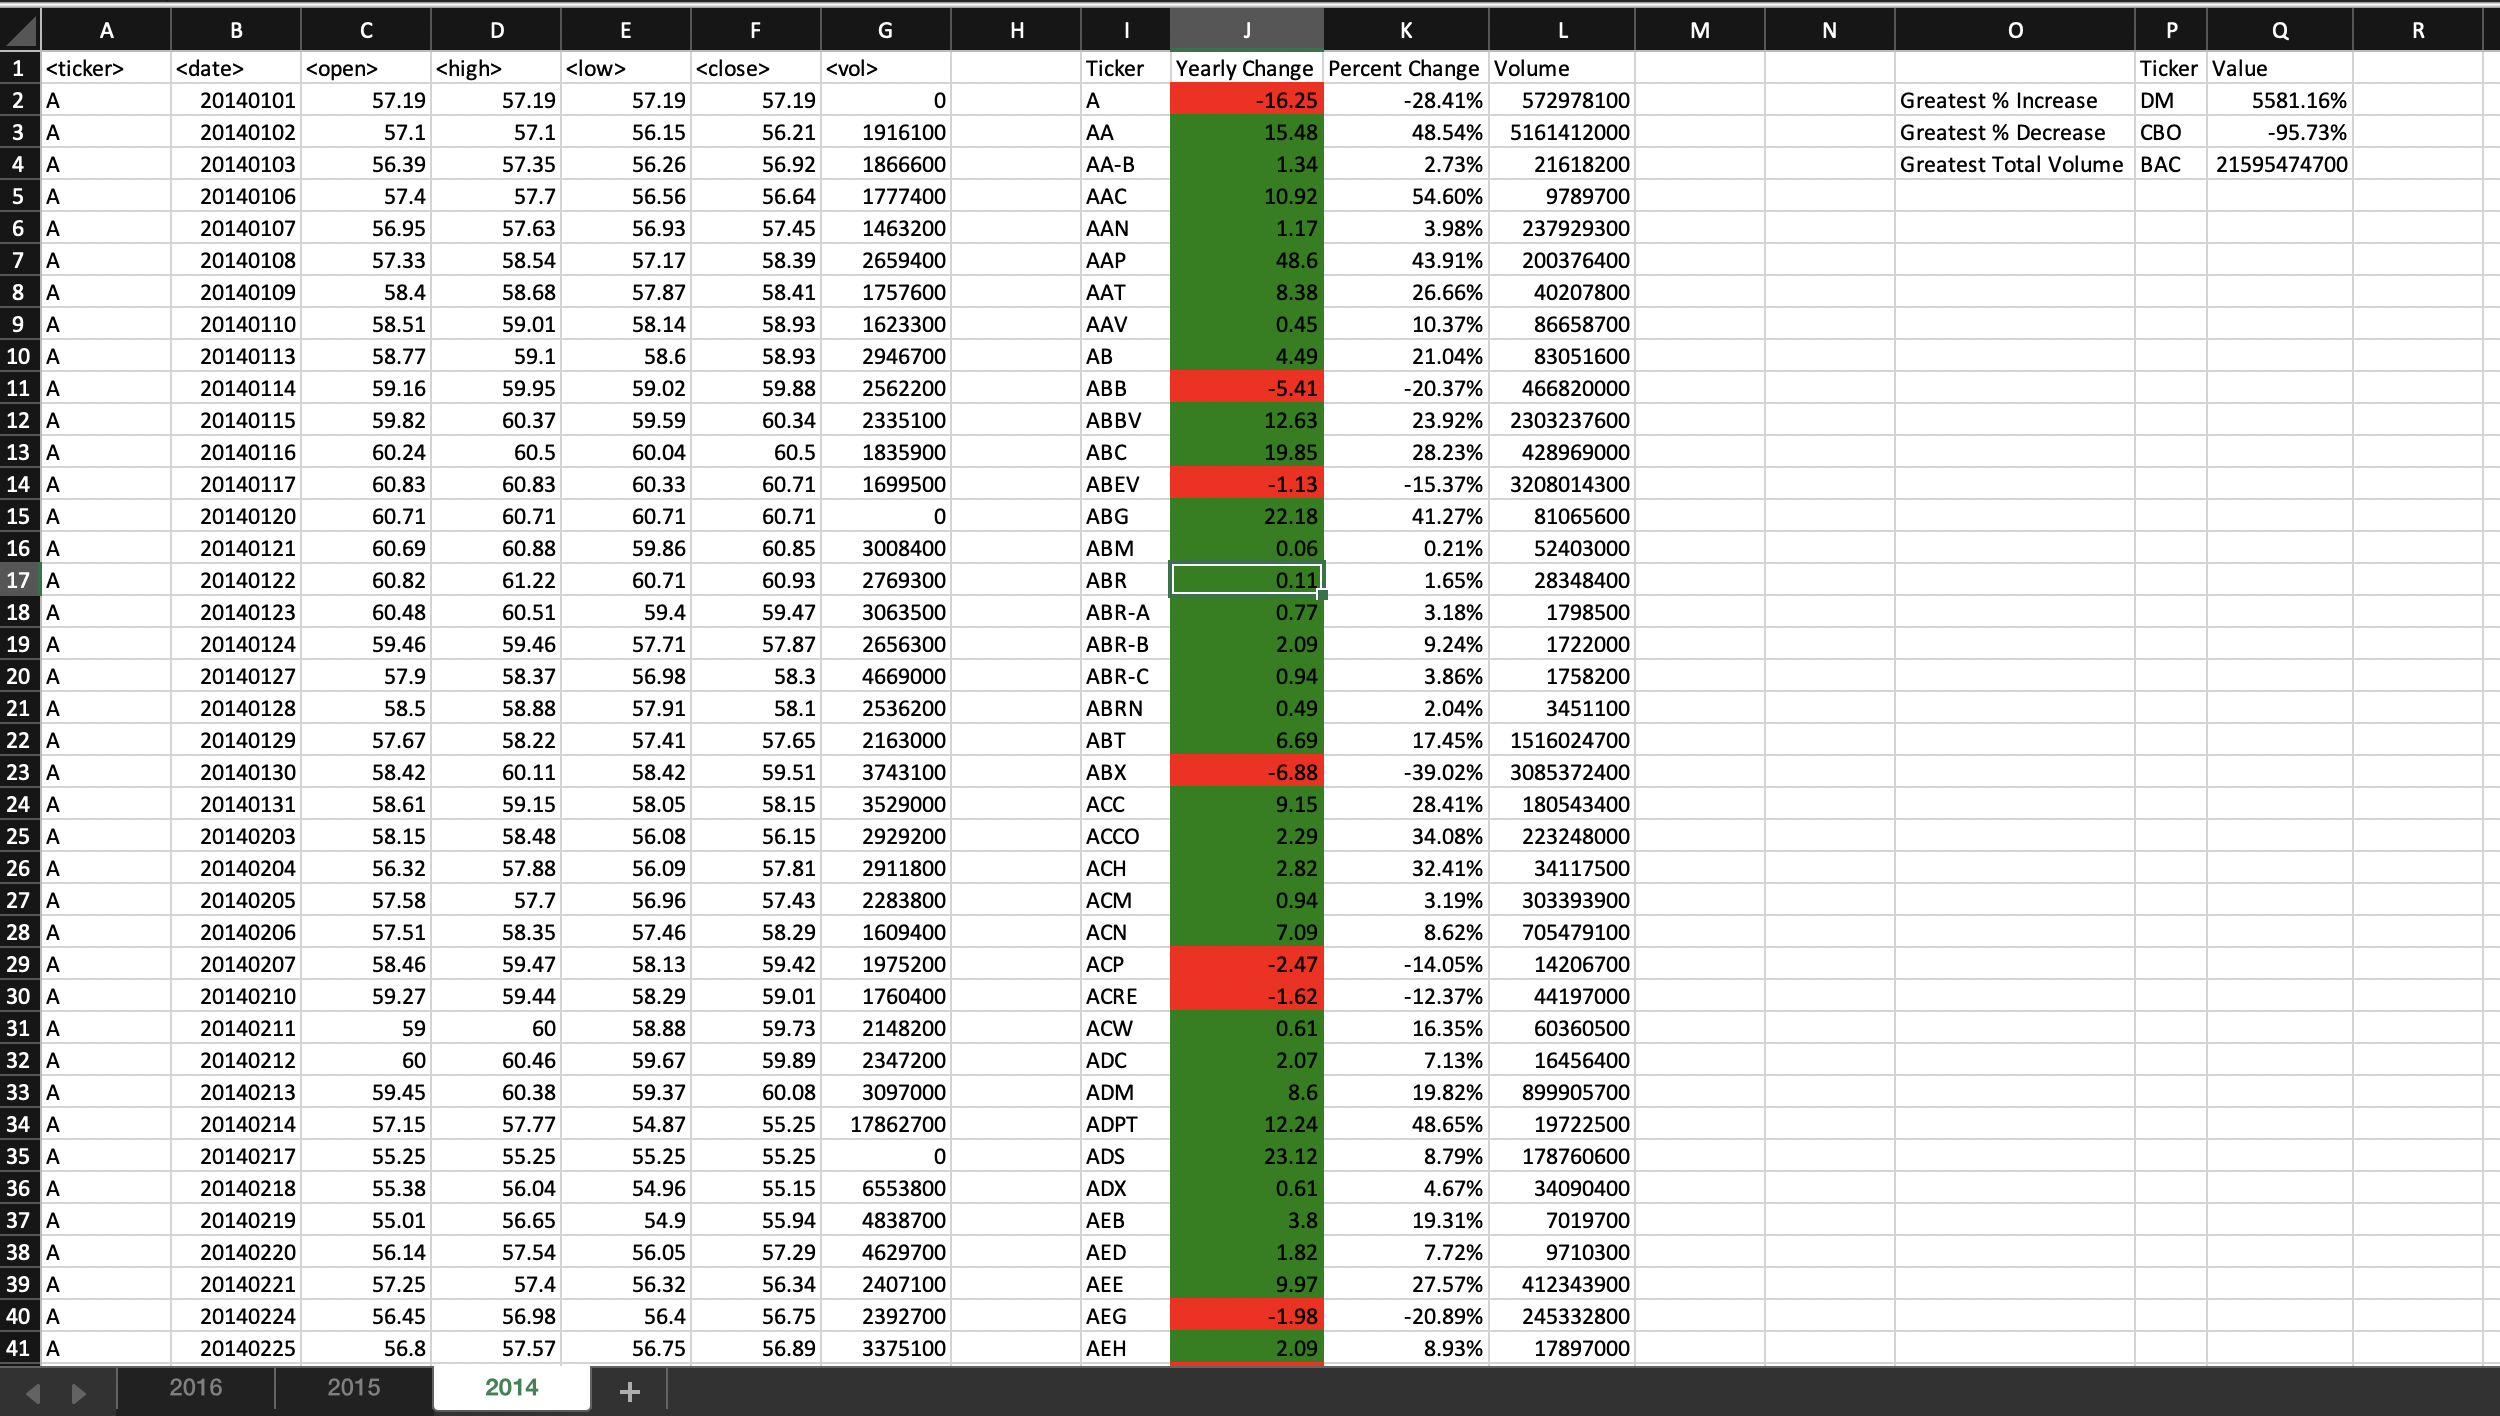 A B C D E F G H I J K L M N O P Q R
1 <ticker> <date> <open> <high> <low> <close> <vol> Ticker Yearly Change Percent Change Volume Ticker Value
2 A 20140101 57.19 57.19 57.19 57.19 0 A -16.25 -28.41% 572978100 Greatest % Increase DM 5581.16%
3 A 20140102 57.1 57.1 56.15 56.21 1916100 AA 15.48 48.54% 5161412000 Greatest % Decrease CBO -95.73%
4 A 20140103 56.39 57.35 56.26 56.92 1866600 AA-B 1.34 2.73% 21618200 Greatest Total Volume BAC 21595474700
5 A 20140106 57.4 57.7 56.56 56.64 1777400 AAC 10.92 54.60% 9789700
6 A 20140107 56.95 57.63 56.93 57.45 1463200 AAN 1.17 3.98% 237929300
7 A 20140108 57.33 58.54 57.17 58.39 2659400 AAP 48.6 43.91% 200376400
8 A 20140109 58.4 58.68 57.87 58.41 1757600 AAT 8.38 26.66% 40207800
9 A 20140110 58.51 59.01 58.14 58.93 1623300 AAV 0.45 10.37% 86658700
10 A 20140113 58.77 59.1 58.6 58.93 2946700 AB 4.49 21.04% 83051600
11 A 20140114 59.16 59.95 59.02 59.88 2562200 ABB -5.41 -20.37% 466820000
12 A 20140115 59.82 60.37 59.59 60.34 2335100 ABBV 12.63 23.92% 2303237600
13 A 20140116 60.24 60.5 60.04 60.5 1835900 ABC 19.85 28.23% 428969000
14 A 20140117 60.83 60.83 60.33 60.71 1699500 ABEV -1.13 -15.37% 3208014300
15 A 20140120 60.71 60.71 60.71 60.71 0 ABG 22.18 41.27% 81065600
16 A 20140121 60.69 60.88 59.86 60.85 3008400 ABM 0.06 0.21% 52403000
17 A 20140122 60.82 61.22 60.71 60.93 2769300 ABR 0.11 1.65% 28348400
18 A 20140123 60.48 60.51 59.4 59.47 3063500 ABR-A 0.77 3.18% 1798500
19 A 20140124 59.46 59.46 57.71 57.87 2656300 ABR-B 2.09 9.24% 1722000
20 A 20140127 57.9 58.37 56.98 58.3 4669000 ABR-C 0.94 3.86% 1758200
21 A 20140128 58.5 58.88 57.91 58.1 2536200 ABRN 0.49 2.04% 3451100
22 A 20140129 57.67 58.22 57.41 57.65 2163000 ABT 6.69 17.45% 1516024700
23 A 20140130 58.42 60.11 58.42 59.51 3743100 ABX -6.88 -39.02% 3085372400
24 A 20140131 58.61 59.15 58.05 58.15 3529000 ACC 9.15 28.41% 180543400
25 A 20140203 58.15 58.48 56.08 56.15 2929200 ACCO 2.29 34.08% 223248000
26 A 20140204 56.32 57.88 56.09 57.81 2911800 ACH 2.82 32.41% 34117500
27 A 20140205 57.58 57.7 56.96 57.43 2283800 ACM 0.94 3.19% 303393900
28 A 20140206 57.51 58.35 57.46 58.29 1609400 ACN 7.09 8.62% 705479100
29 A 20140207 58.46 59.47 58.13 59.42 1975200 ACP -2.47 -14.05% 14206700
30 A 20140210 59.27 59.44 58.29 59.01 1760400 ACRE -1.62 -12.37% 44197000
31 A 20140211 59 60 58.88 59.73 2148200 ACW 0.61 16.35% 60360500
32 A 20140212 60 60.46 59.67 59.89 2347200 ADC 2.07 7.13% 16456400
33 A 20140213 59.45 60.38 59.37 60.08 3097000 ADM 8.6 19.82% 899905700
34 A 20140214 57.15 57.77 54.87 55.25 17862700 ADPT 12.24 48.65% 19722500
35 A 20140217 55.25 55.25 55.25 55.25 0 ADS 23.12 8.79% 178760600
36 A 20140218 55.38 56.04 54.96 55.15 6553800 ADX 0.61 4.67% 34090400
37 A 20140219 55.01 56.65 54.9 55.94 4838700 AEB 3.8 19.31% 7019700
38 A 20140220 56.14 57.54 56.05 57.29 4629700 AED 1.82 7.72% 9710300
39 A 20140221 57.25 57.4 56.32 56.34 2407100 AEE 9.97 27.57% 412343900
40 A 20140224 56.45 56.98 56.4 56.75 2392700 AEG -1.98 -20.89% 245332800
41 A 20140225 56.8 57.57 56.75 56.89 3375100 AEH 2.09 8.93% 17897000
2016 2015 2014 +